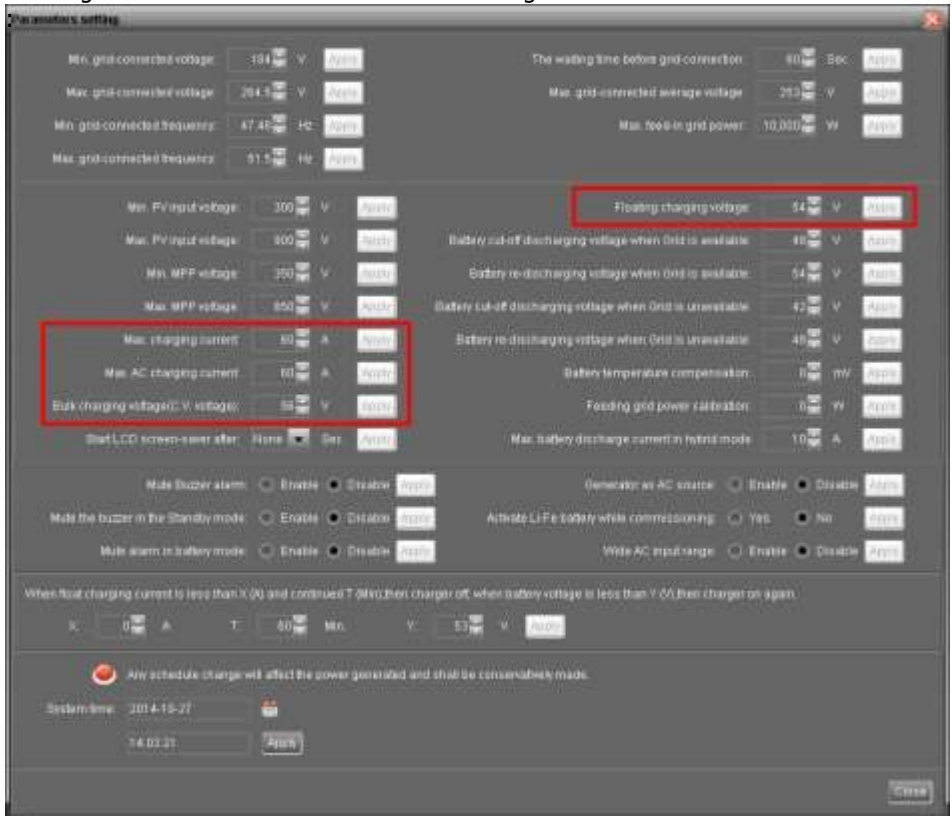 Parameters setting
Min. grid-connected voltage: 184 V Apply
The waiting time before grid-connection: 60 Sec. Apply
Max. grid-connected voltage: 264.5 V Apply
Max. grid-connected average voltage: 253 V Apply
Min. grid-connected frequency: 47.48 Hz Apply
Max. feed-in grid power: 10,000 W Apply
Max. grid-connected frequency: 51.5 Hz Apply
Min. PV input voltage: 300 V Apply
Floating charging voltage: 54 V Apply
Max. PV input voltage: 900 V Apply
Battery cut-off discharging voltage when Grid is available: 48 V Apply
Min. MPP voltage: 350 V Apply
Battery re-discharging voltage when Grid is available: 54 V Apply
Max. MPP voltage: 850 V Apply
Battery cut-off discharging voltage when Grid is unavailable: 42 V Apply
Max. charging current: 60 A Apply
Battery re-discharging voltage when Grid is unavailable: 48 V Apply
Max. AC charging current: 60 A Apply
Battery temperature compensation: 0 mV Apply
Bulk charging voltage(C.V. voltage): 56 V Apply
Feeding grid power calibration: 0 W Apply
Start LCD screen-saver after: None Sec. Apply
Max. battery discharge current in hybrid mode: 10 A Apply
Mute Buzzer alarm: Enable Disable Apply
Generator as AC source: Enable Disable Apply
Mute the buzzer in the Standby mode: Enable Disable Apply
Activate Li-Fe battery while commissioning: Yes No Apply
Mute alarm in battery mode: Enable Disable Apply
Wide AC input range: Enable Disable Apply
When float charging current is less than X (A) and continued T (Min),then charger off, when battery voltage is less than Y (V),then charger on again.
X: 0 A T: 60 Min. Y: 53 V Apply
Any schedule change will affect the power generated and shall be conservatively made.
System time: 2014-10-27
14:03:21 Apply
Close